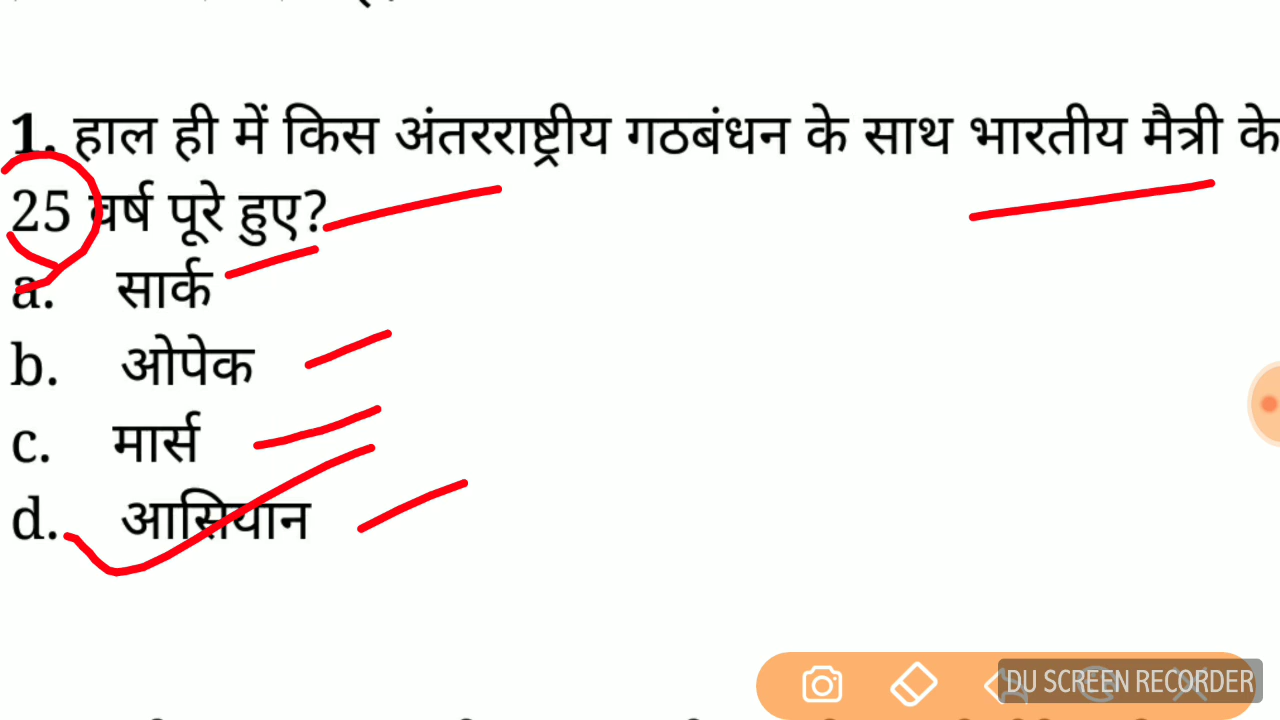 1. हाल ही में किस अंतरराष्ट्रीय गठबंधन के साथ भारतीय मैत्री के
25 वर्ष पूरे हुए?
a. सार्क
b. ओपेक
c. मार्स
d. आसियान
DU SCREEN RECORDER